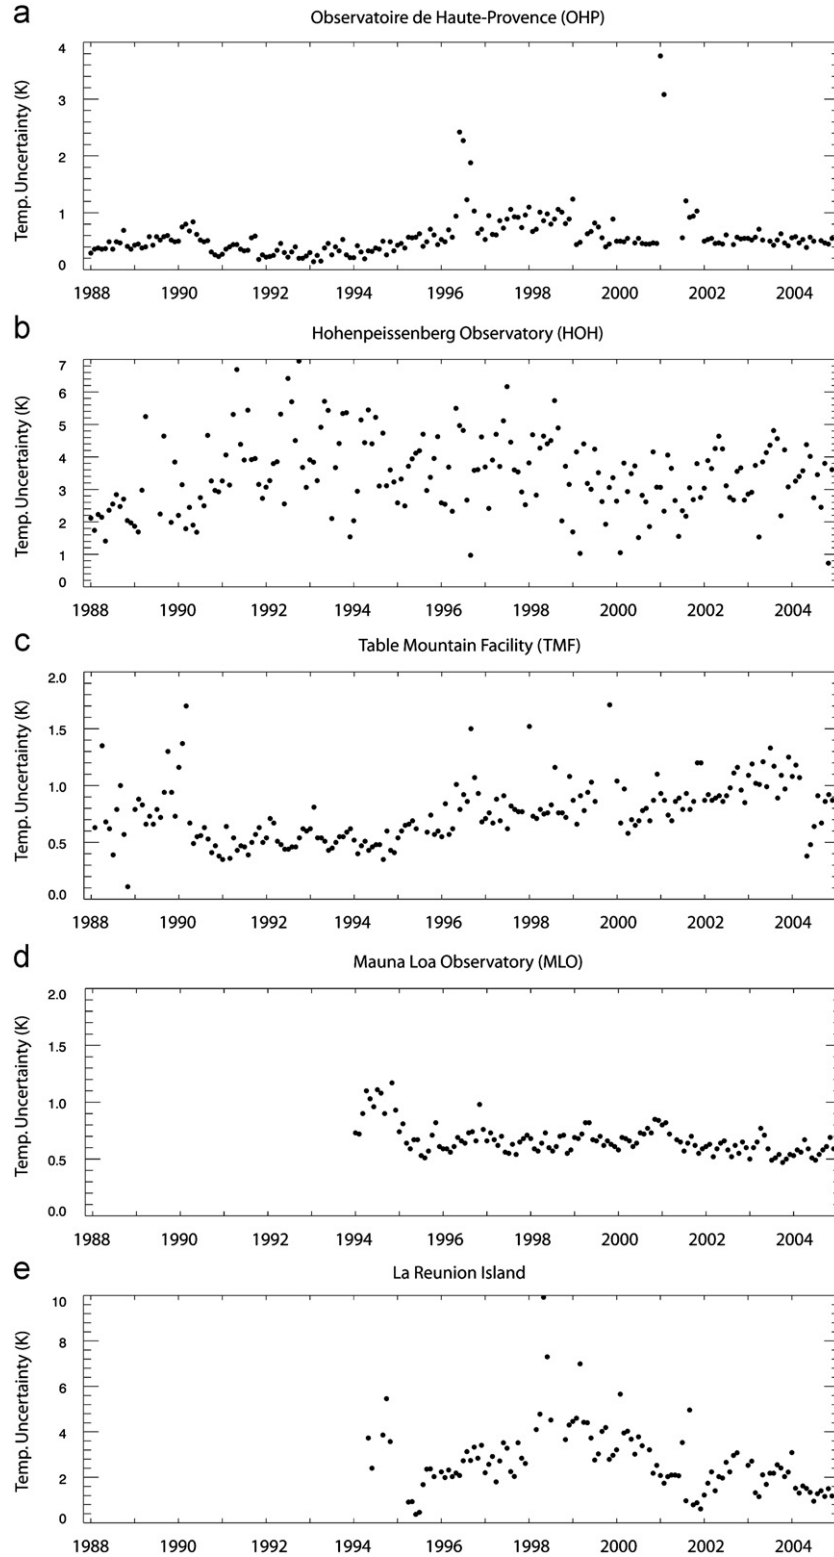 a
Observatoire de Haute-Provence (OHP)
Temp. Uncertainty (K)
4
3
2
1
0
1988 1990 1992 1994 1996 1998 2000 2002 2004
b
Hohenpeissenberg Observatory (HOH)
Temp. Uncertainty (K)
7
6
5
4
3
2
1
0
1988 1990 1992 1994 1996 1998 2000 2002 2004
c
Table Mountain Facility (TMF)
Temp. Uncertainty (K)
2.0
1.5
1.0
0.5
0.0
1988 1990 1992 1994 1996 1998 2000 2002 2004
d
Mauna Loa Observatory (MLO)
Temp. Uncertainty (K)
2.0
1.5
1.0
0.5
0.0
1988 1990 1992 1994 1996 1998 2000 2002 2004
e
La Reunion Island
Temp. Uncertainty (K)
10
8
6
4
2
0
1988 1990 1992 1994 1996 1998 2000 2002 2004